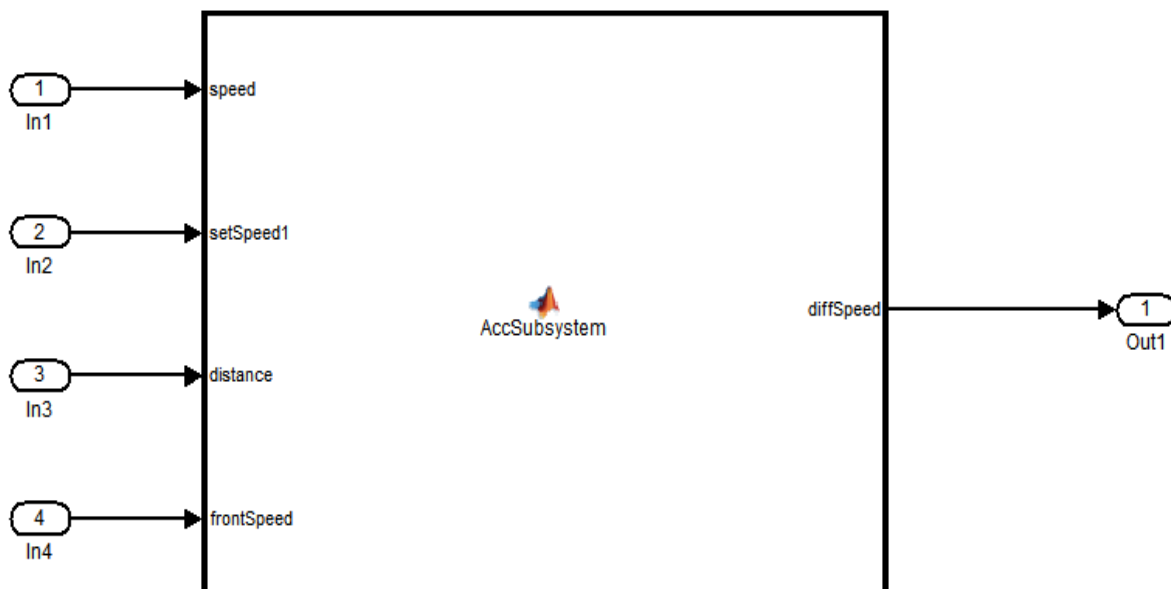 1
speed
In1
2
setSpeed1
In2
AccSubsystem
diffSpeed
1
Out1
3
distance
In3
4
frontSpeed
In4